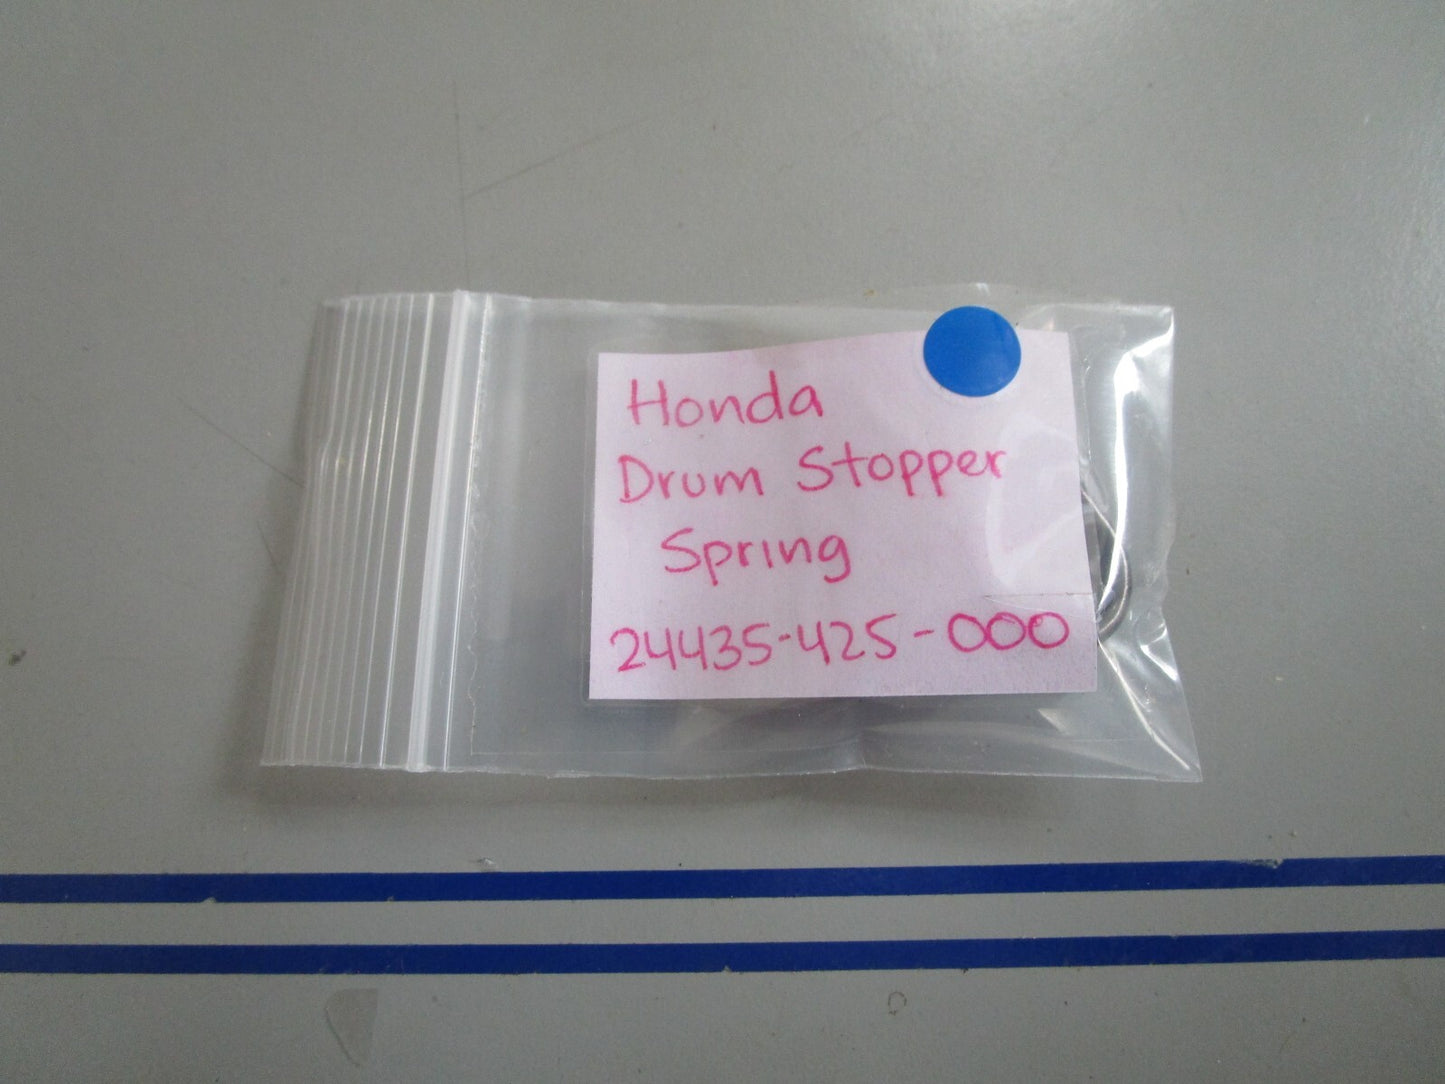 Honda
Drum Stopper
Spring
24435-425-000